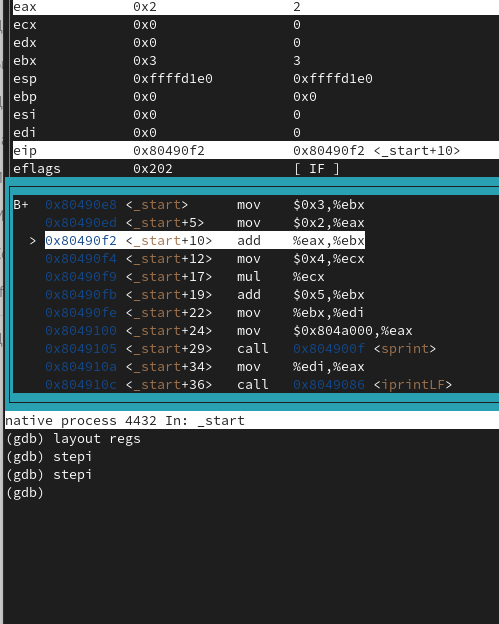 eax 0x2 2
ecx 0x0 0
edx 0x0 0
ebx 0x3 3
esp 0xffffd1e0 0xffffd1e0
ebp 0x0 0x0
esi 0x0 0
edi 0x0 0
eip 0x80490f2 0x80490f2 <_start+10>
eflags 0x202 [ IF ]
B+ 0x80490e8 <_start> mov $0x3,%ebx
0x80490ed <_start+5> mov $0x2,%eax
> 0x80490f2 <_start+10> add %eax,%ebx
0x80490f4 <_start+12> mov $0x4,%ecx
0x80490f9 <_start+17> mul %ecx
0x80490fb <_start+19> add $0x5,%ebx
0x80490fe <_start+22> mov %ebx,%edi
0x8049100 <_start+24> mov $0x804a000,%eax
0x8049105 <_start+29> call 0x804900f <sprint>
0x804910a <_start+34> mov %edi,%eax
0x804910c <_start+36> call 0x8049086 <iprintLF>
native process 4432 In: _start
(gdb) layout regs
(gdb) stepi
(gdb) stepi
(gdb)